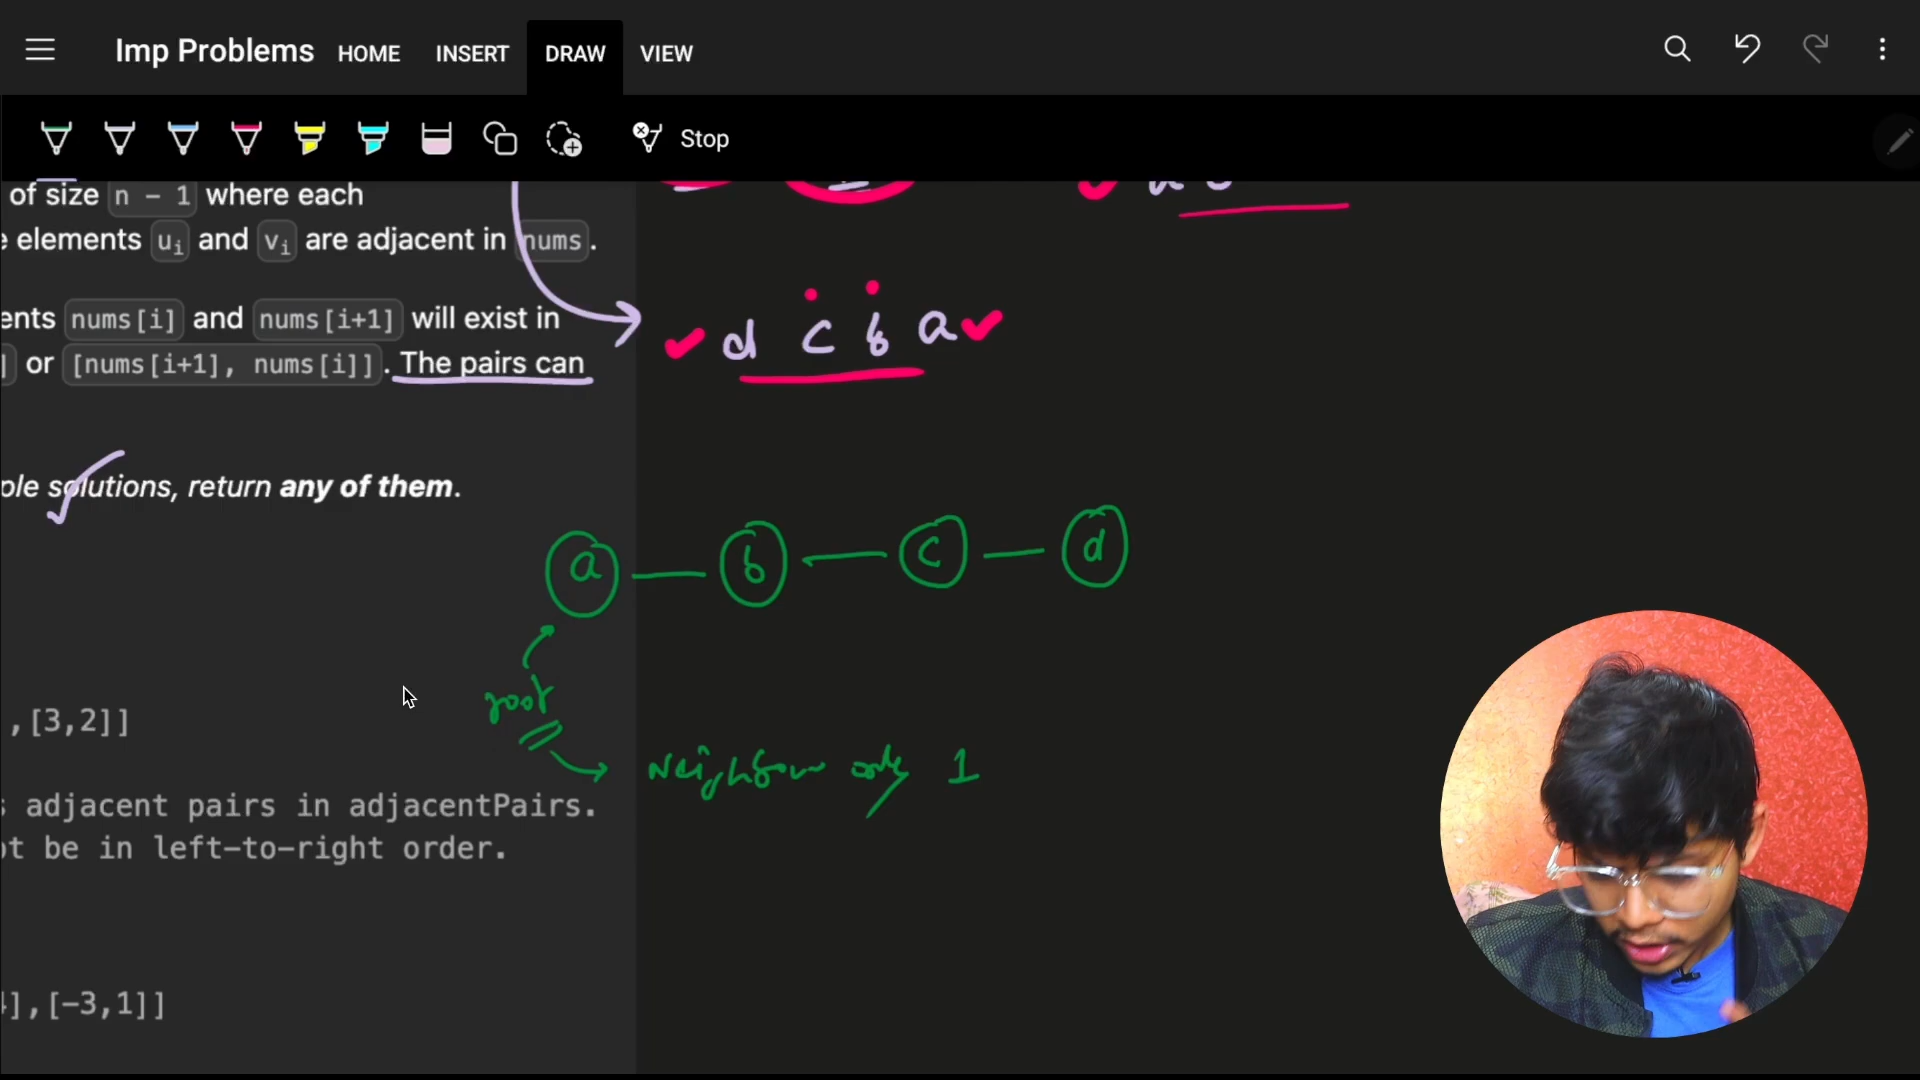 Imp Problems HOME INSERT DRAW VIEW
Stop
of size n - 1 where each
e elements ui and vi are adjacent in nums.
ents nums[i] and nums[i+1] will exist in
] or [nums[i+1], nums[i]]. The pairs can
d c b a
ple solutions, return any of them.
a b c d
root
,[3,2]]
Neighbour only 1
s adjacent pairs in adjacentPairs.
ot be in left-to-right order.
4],[-3,1]]